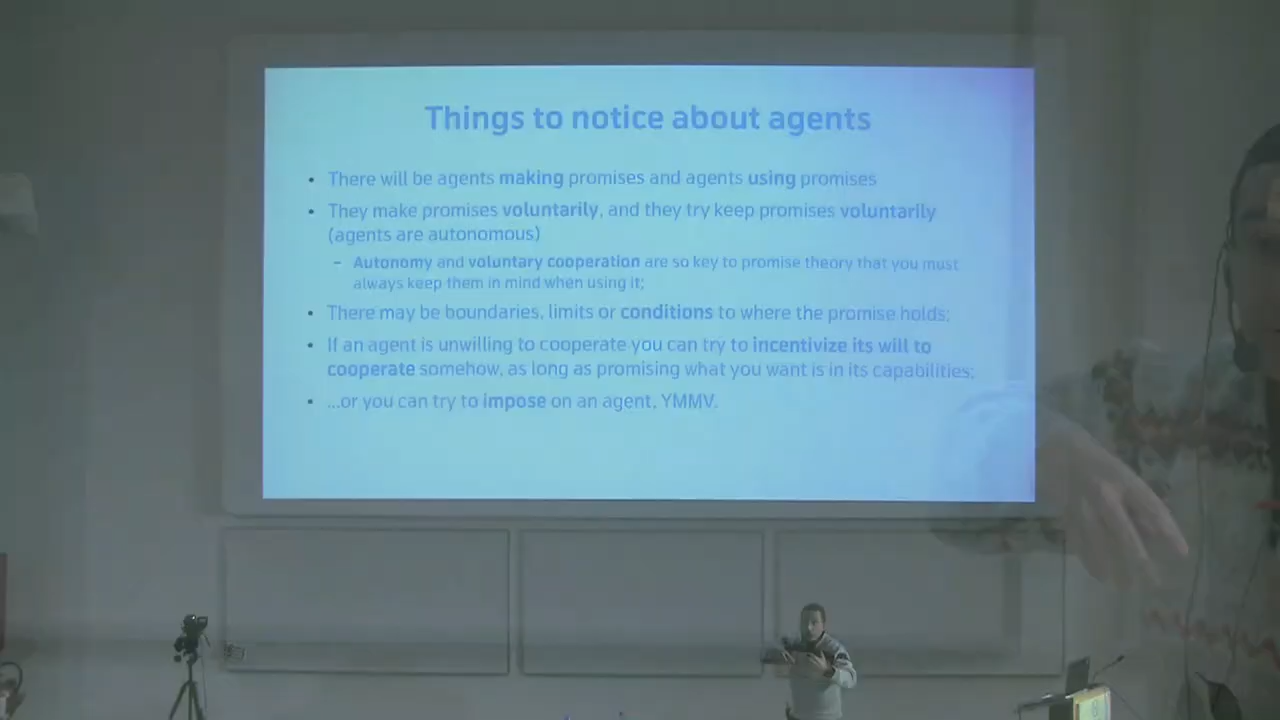 Things to notice about agents
• There will be agents making promises and agents using promises
• They make promises voluntarily, and they try keep promises voluntarily
(agents are autonomous)
– Autonomy and voluntary cooperation are so key to promise theory that you must
always keep them in mind when using it;
• There may be boundaries, limits or conditions to where the promise holds;
• If an agent is unwilling to cooperate you can try to incentivize its will to
cooperate somehow, as long as promising what you want is in its capabilities;
• ...or you can try to impose on an agent, YMMV.